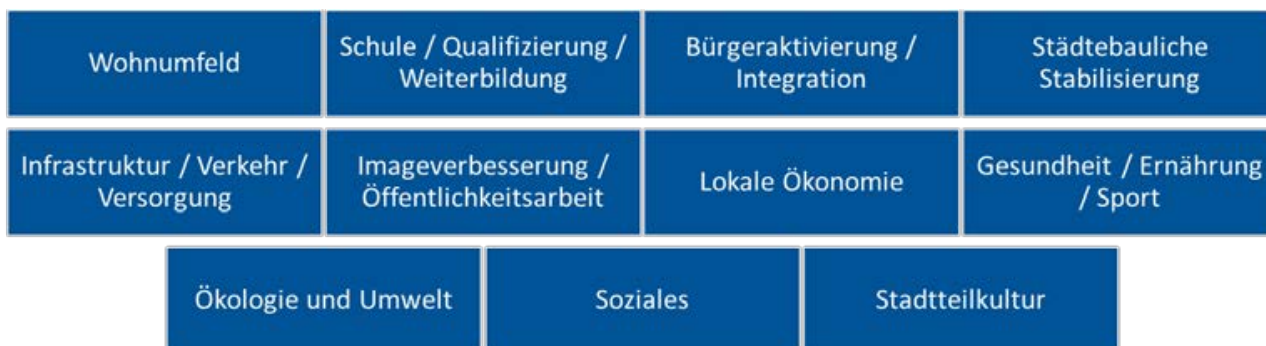 Wohnumfeld
Schule / Qualifizierung /
Weiterbildung
Bürgeraktivierung /
Integration
Städtebauliche
Stabilisierung
Infrastruktur / Verkehr /
Versorgung
Imageverbesserung /
Öffentlichkeitsarbeit
Lokale Ökonomie
Gesundheit / Ernährung
/ Sport
Ökologie und Umwelt
Soziales
Stadtteilkultur